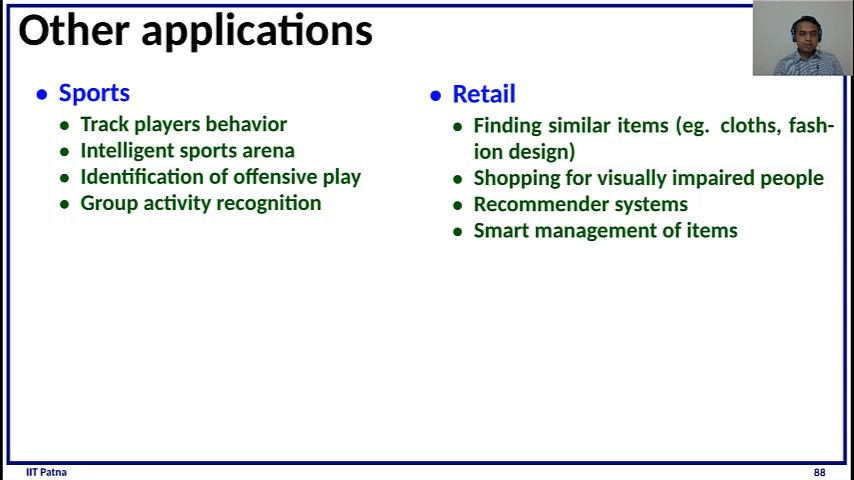 Other applications
• Sports
• Track players behavior
• Intelligent sports arena
• Identification of offensive play
• Group activity recognition
• Retail
• Finding similar items (eg. cloths, fash-
ion design)
• Shopping for visually impaired people
• Recommender systems
• Smart management of items
IIT Patna
88